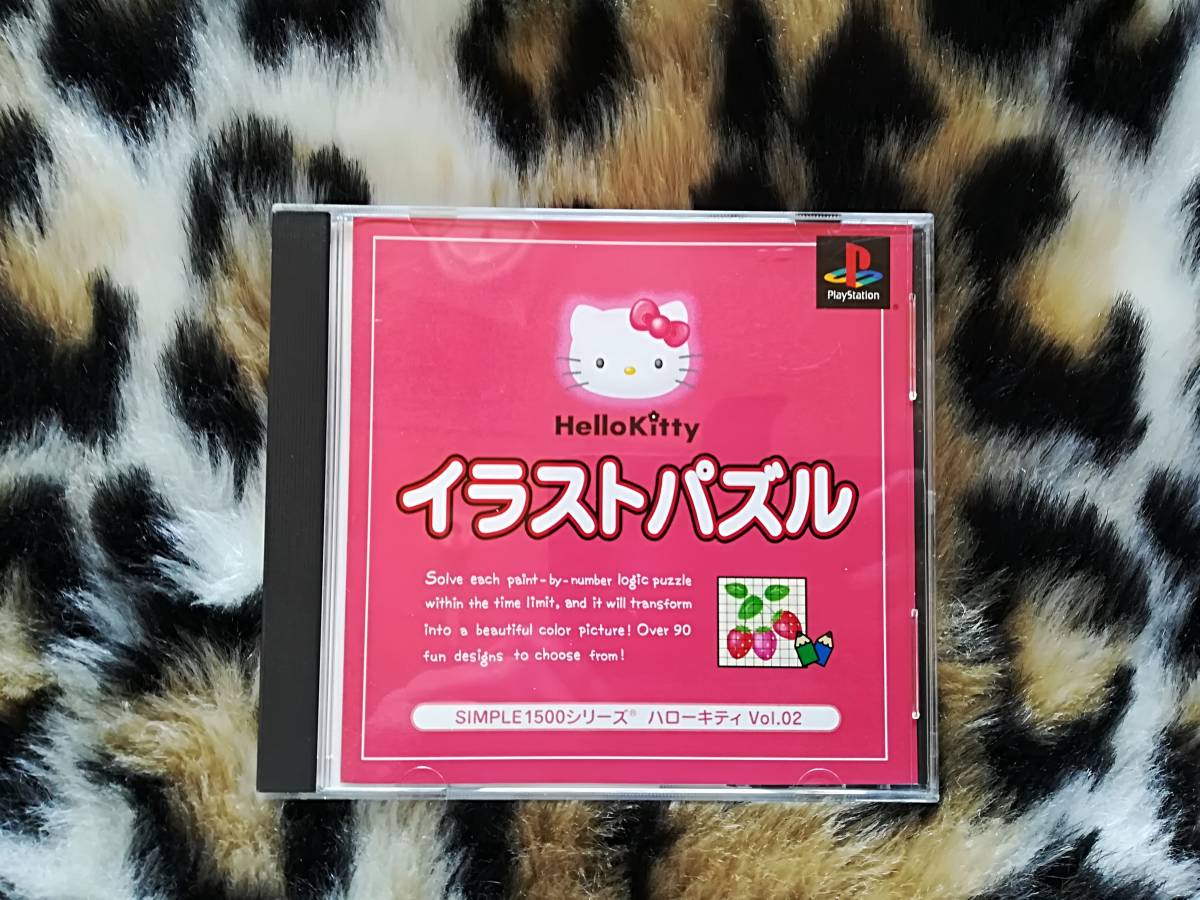 PlayStation
HelloKitty
イラストパズル
Solve each paint-by-number logic puzzle
within the time limit, and it will transform
into a beautiful color picture! Over 90
fun designs to choose from!
SIMPLE1500シリーズ® ハローキティ Vol.02